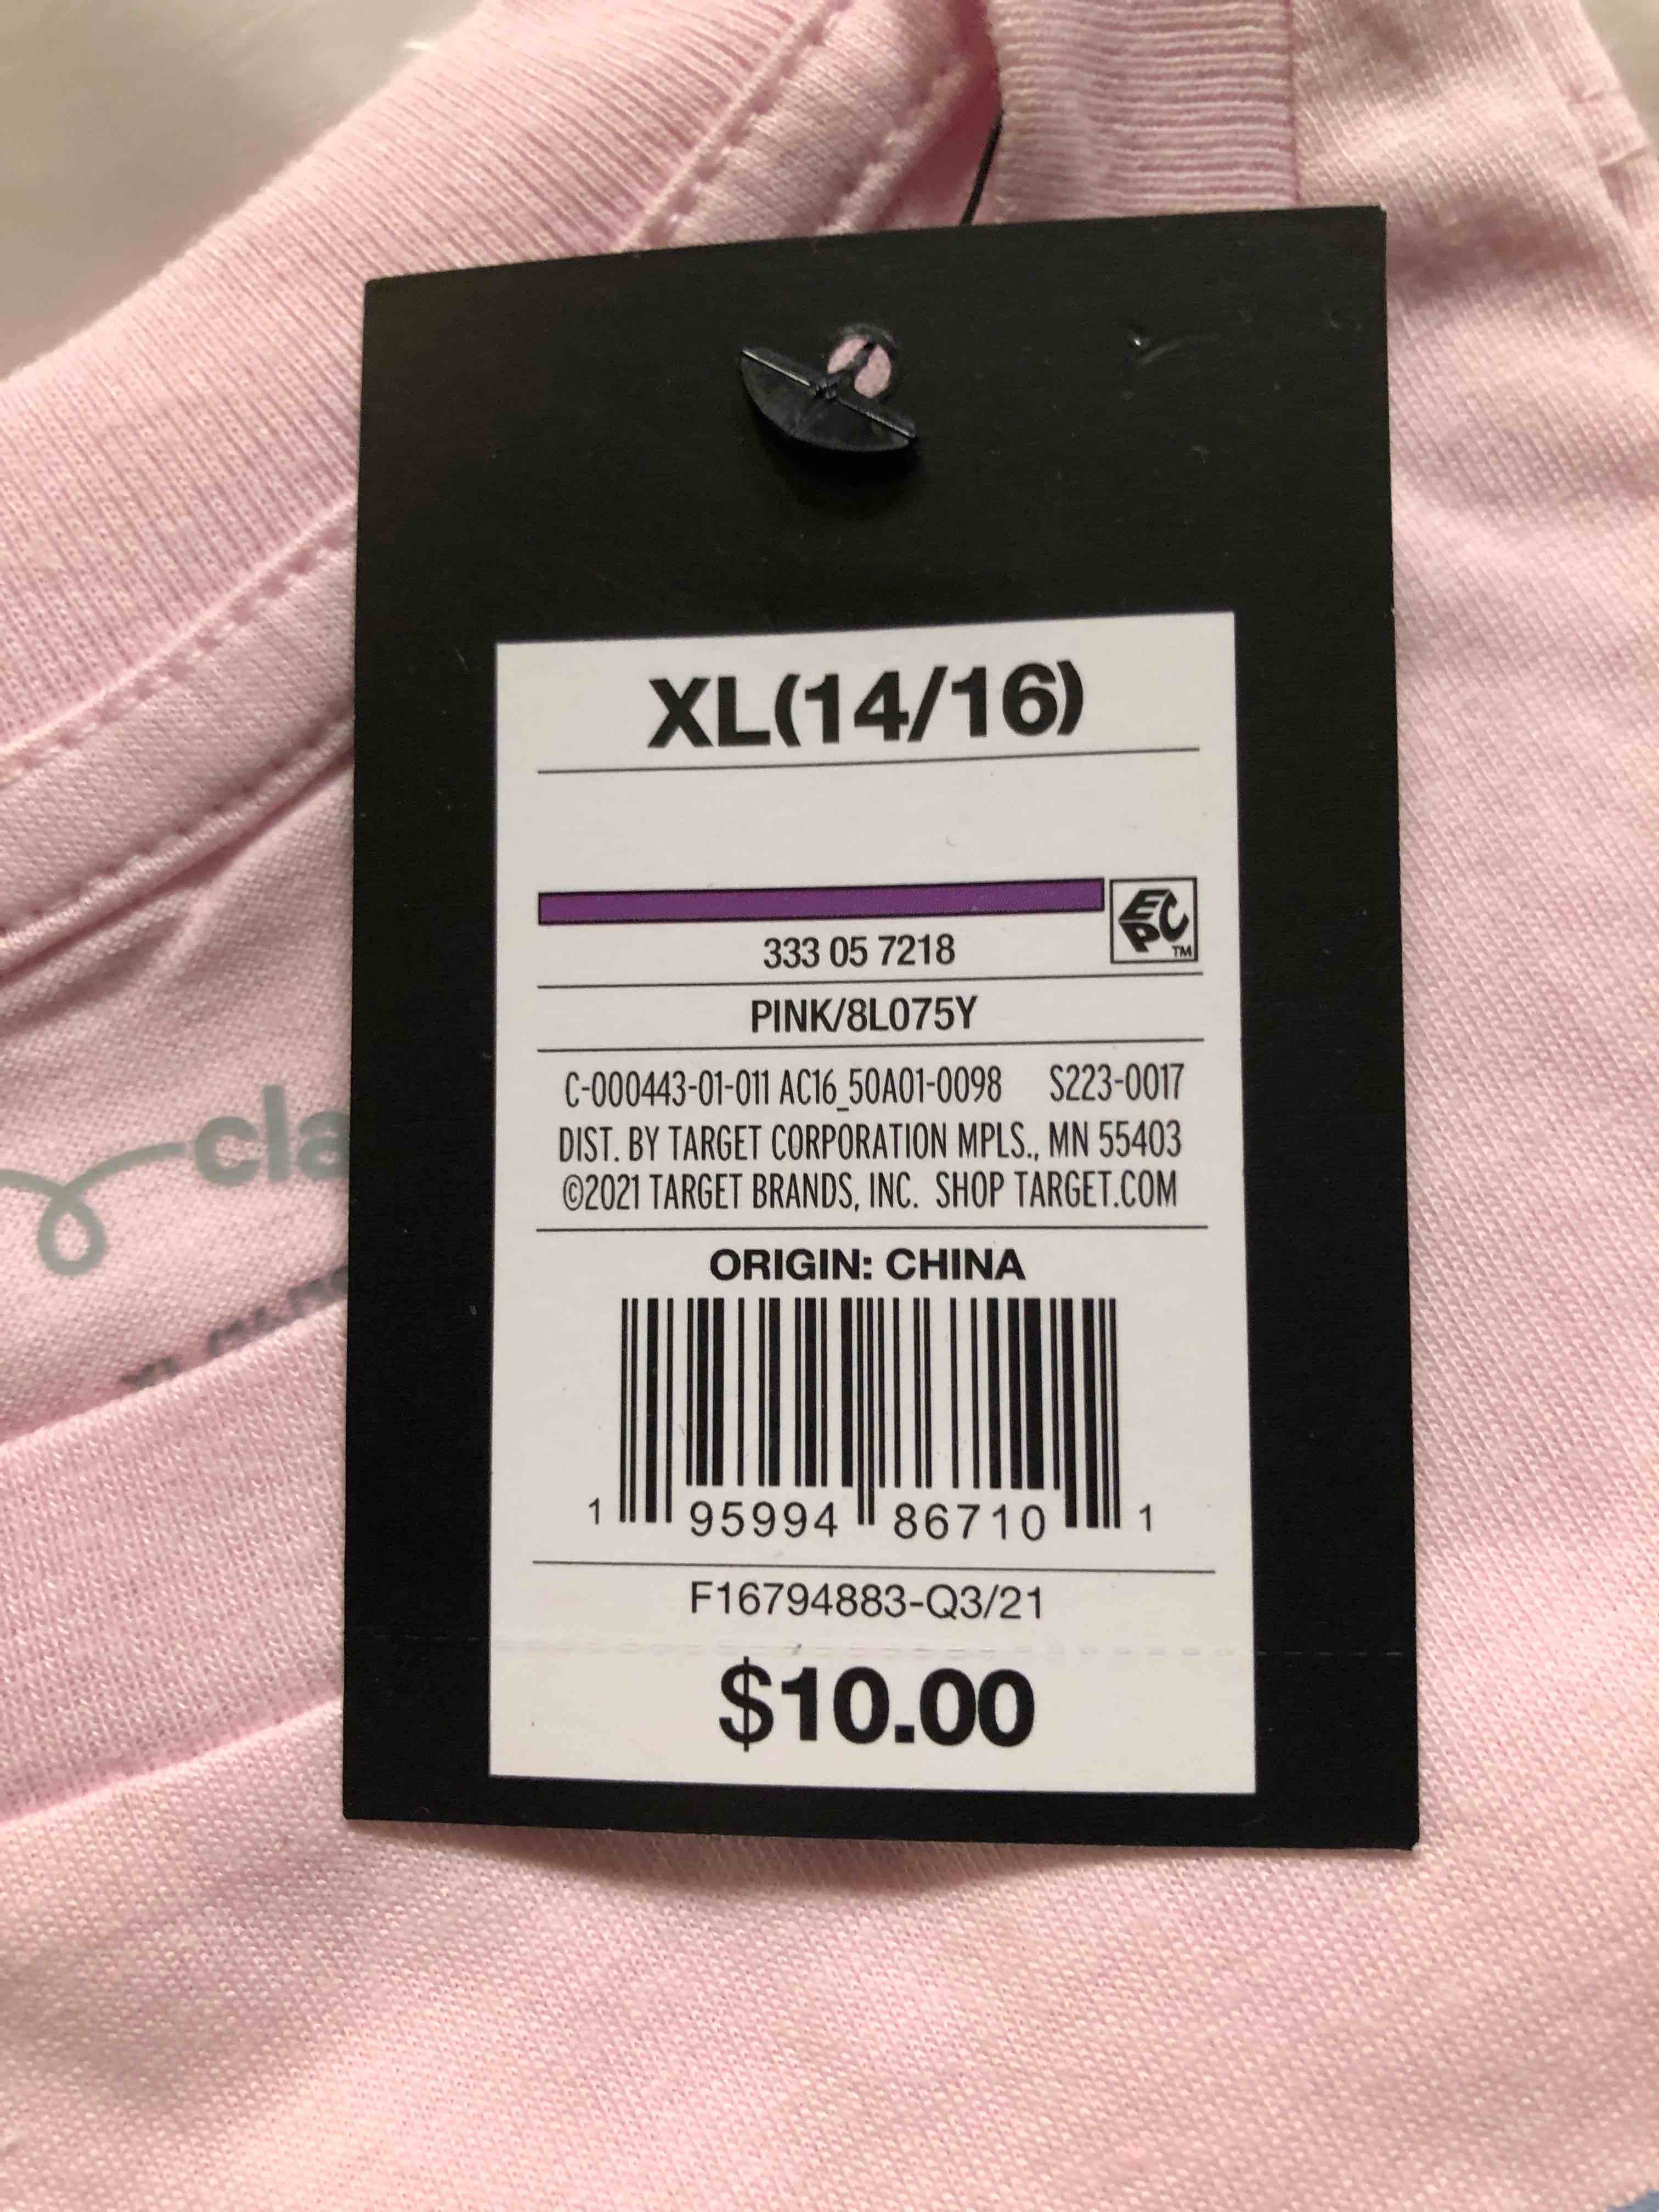 XL(14/16)
EPC™
333 05 7218
PINK/8L075Y
C-000443-01-011 AC16_50A01-0098 S223-0017
DIST. BY TARGET CORPORATION MPLS., MN 55403
©2021 TARGET BRANDS, INC. SHOP TARGET.COM
ORIGIN: CHINA
1 95994 86710 1
F16794883-Q3/21
$10.00
cla